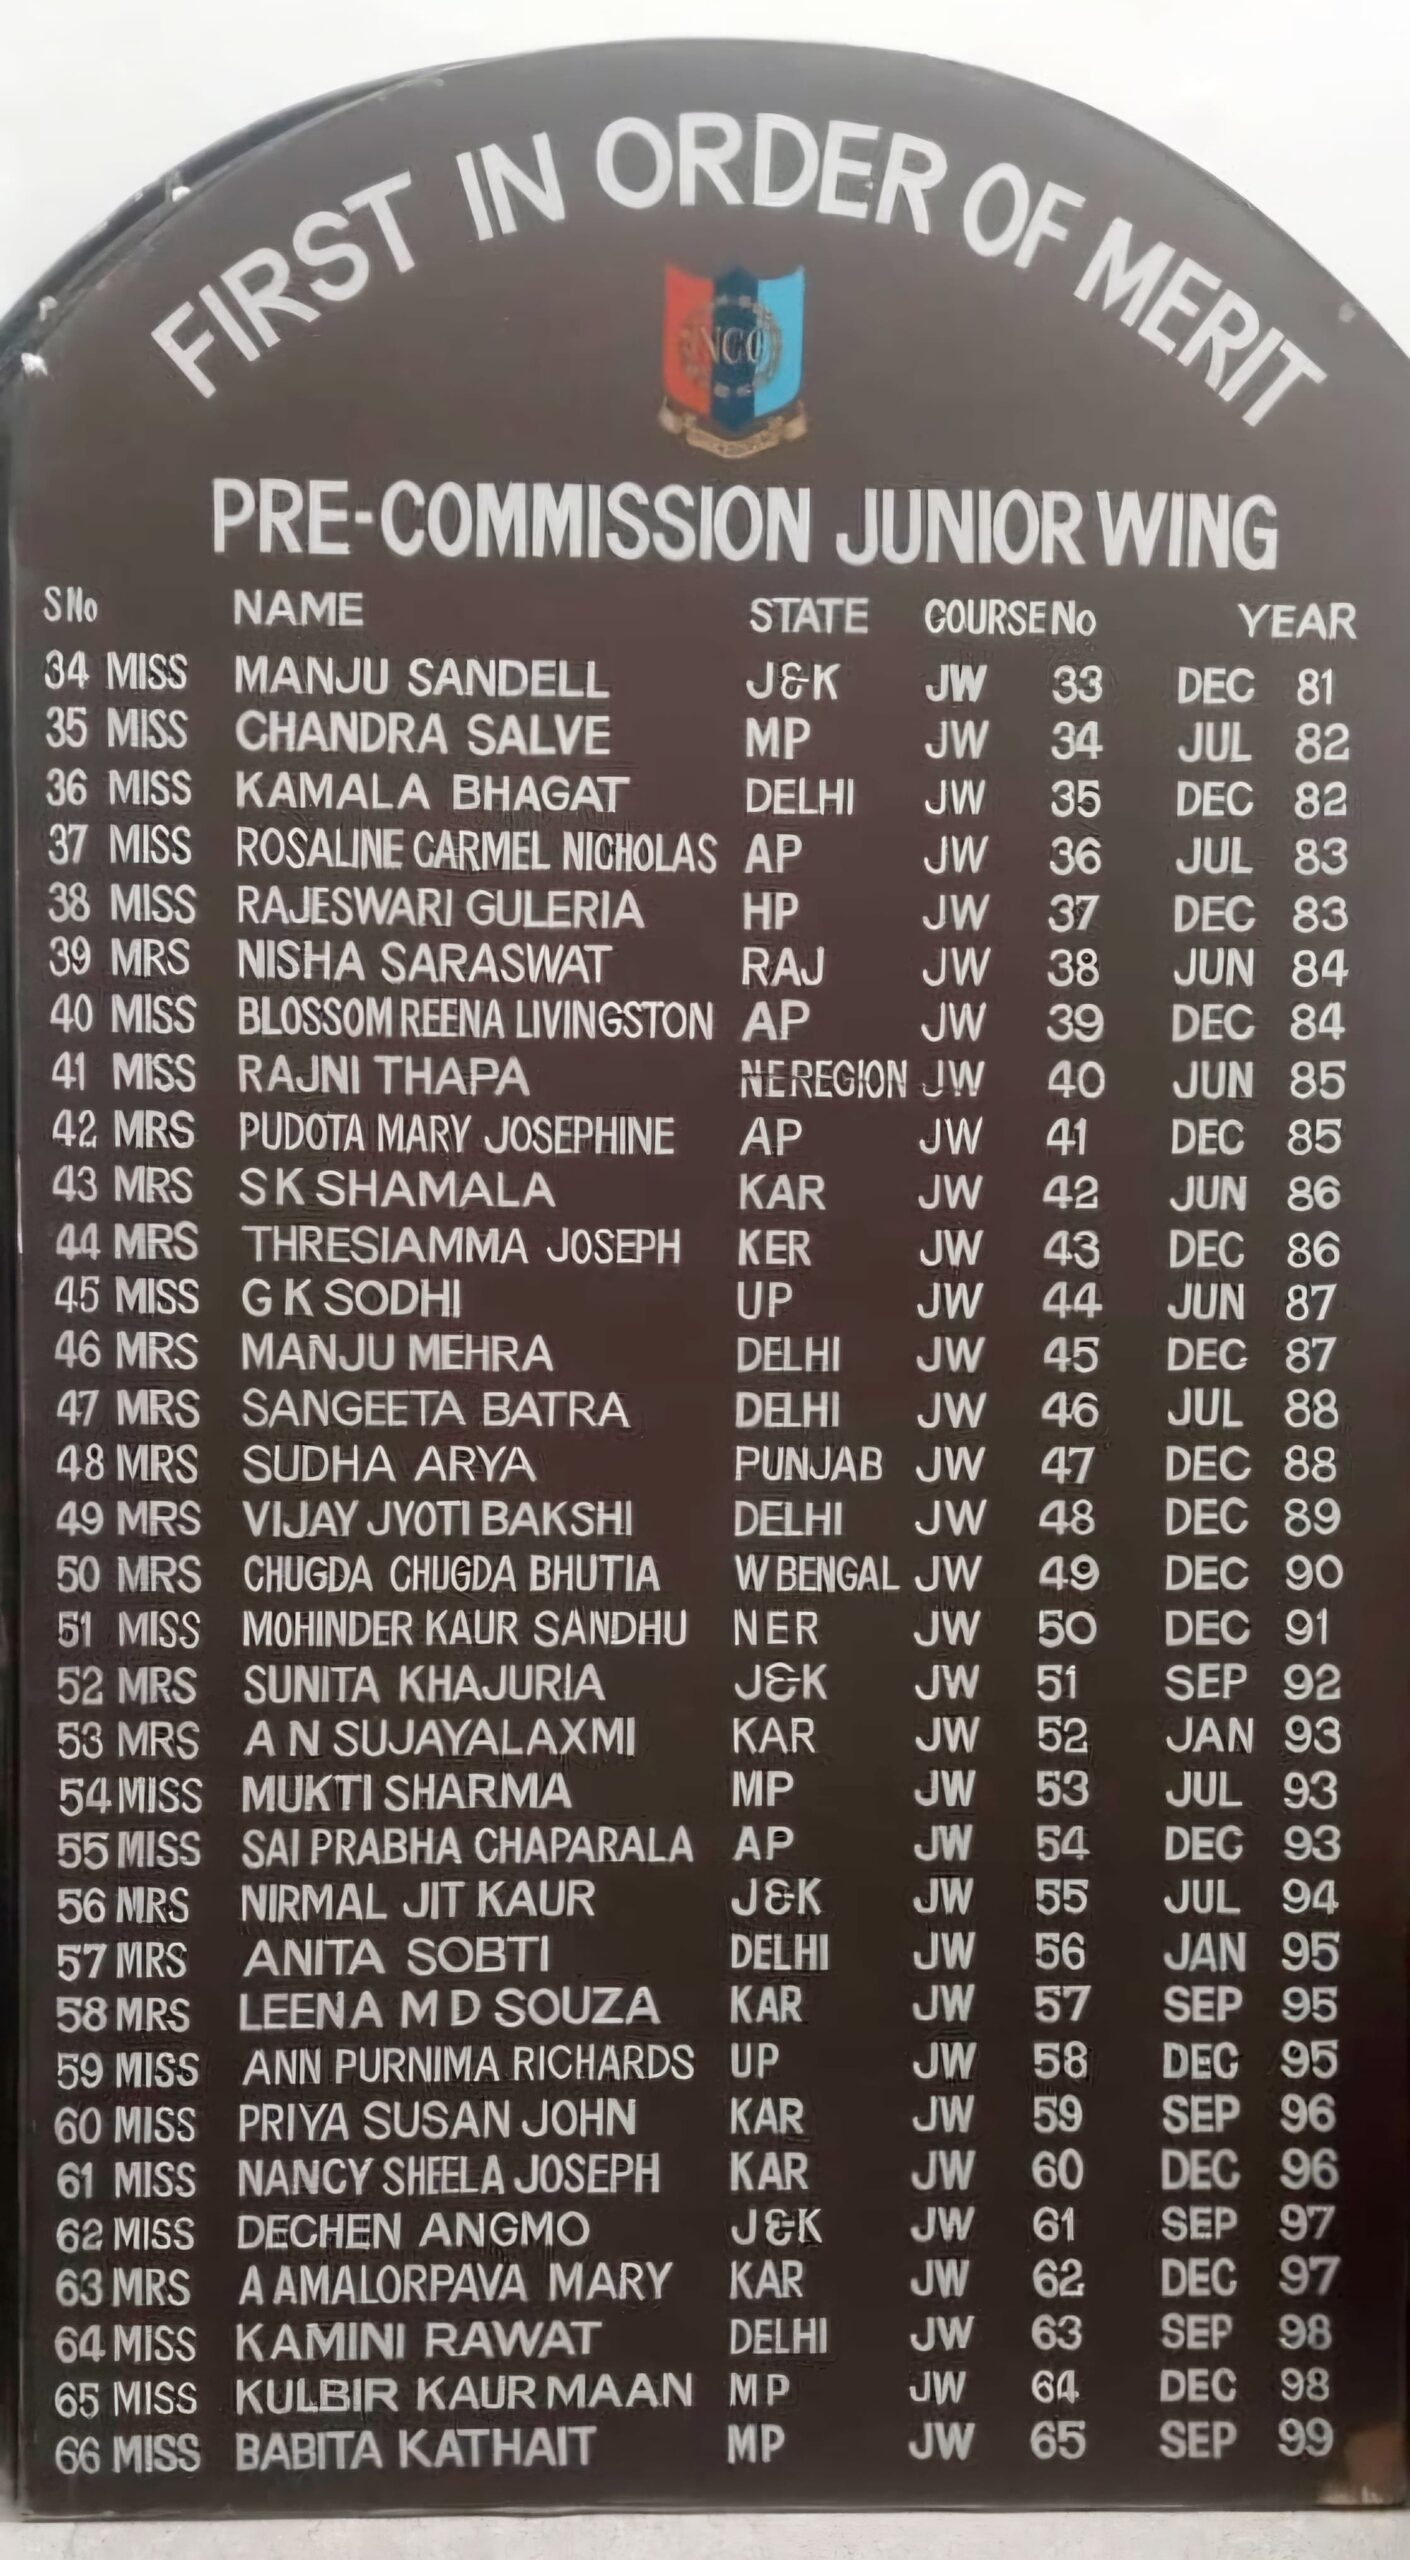 FIRST IN ORDER OF MERIT
NCC
PRE-COMMISSION JUNIOR WING
S No NAME STATE COURSE No YEAR
34 MISS MANJU SANDELL J&K JW 33 DEC 81
35 MISS CHANDRA SALVE MP JW 34 JUL 82
36 MISS KAMALA BHAGAT DELHI JW 35 DEC 82
37 MISS ROSALINE CARMEL NICHOLAS AP JW 36 JUL 83
38 MISS RAJESWARI GULERIA HP JW 37 DEC 83
39 MRS NISHA SARASWAT RAJ JW 38 JUN 84
40 MISS BLOSSOM REENA LIVINGSTON AP JW 39 DEC 84
41 MISS RAJNI THAPA NE REGION JW 40 JUN 85
42 MRS PUDOTA MARY JOSEPHINE AP JW 41 DEC 85
43 MRS S K SHAMALA KAR JW 42 JUN 86
44 MRS THRESIAMMA JOSEPH KER JW 43 DEC 86
45 MISS G K SODHI UP JW 44 JUN 87
46 MRS MANJU MEHRA DELHI JW 45 DEC 87
47 MRS SANGEETA BATRA DELHI JW 46 JUL 88
48 MRS SUDHA ARYA PUNJAB JW 47 DEC 88
49 MRS VIJAY JYOTI BAKSHI DELHI JW 48 DEC 89
50 MRS CHUGDA CHUGDA BHUTIA W BENGAL JW 49 DEC 90
51 MISS MOHINDER KAUR SANDHU NER JW 50 DEC 91
52 MRS SUNITA KHAJURIA J&K JW 51 SEP 92
53 MRS A N SUJAYALAXMI KAR JW 52 JAN 93
54 MISS MUKTI SHARMA MP JW 53 JUL 93
55 MISS SAI PRABHA CHAPARALA AP JW 54 DEC 93
56 MRS NIRMAL JIT KAUR J&K JW 55 JUL 94
57 MRS ANITA SOBTI DELHI JW 56 JAN 95
58 MRS LEENA M D SOUZA KAR JW 57 SEP 95
59 MISS ANN PURNIMA RICHARDS UP JW 58 DEC 95
60 MISS PRIYA SUSAN JOHN KAR JW 59 SEP 96
61 MISS NANCY SHEELA JOSEPH KAR JW 60 DEC 96
62 MISS DECHEN ANGMO J&K JW 61 SEP 97
63 MRS A AMALORPAVA MARY KAR JW 62 DEC 97
64 MISS KAMINI RAWAT DELHI JW 63 SEP 98
65 MISS KULBIR KAUR MAAN MP JW 64 DEC 98
66 MISS BABITA KATHAIT MP JW 65 SEP 99